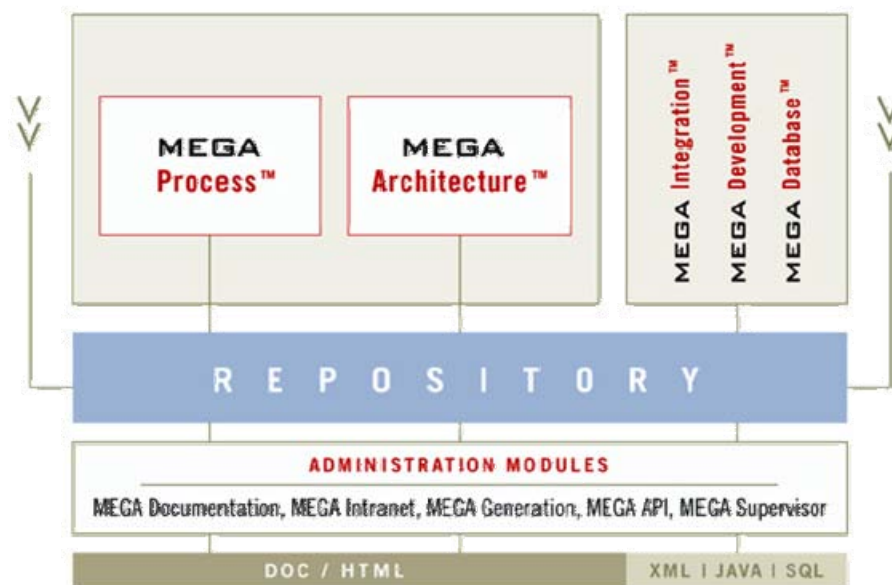 MEGA
Process™
MEGA
Architecture™
MEGA Integration™
MEGA Development™
MEGA Database™
REPOSITORY
ADMINISTRATION MODULES
MEGA Documentation, MEGA Intranet, MEGA Generation, MEGA API, MEGA Supervisor
DOC / HTML
XML | JAVA | SQL